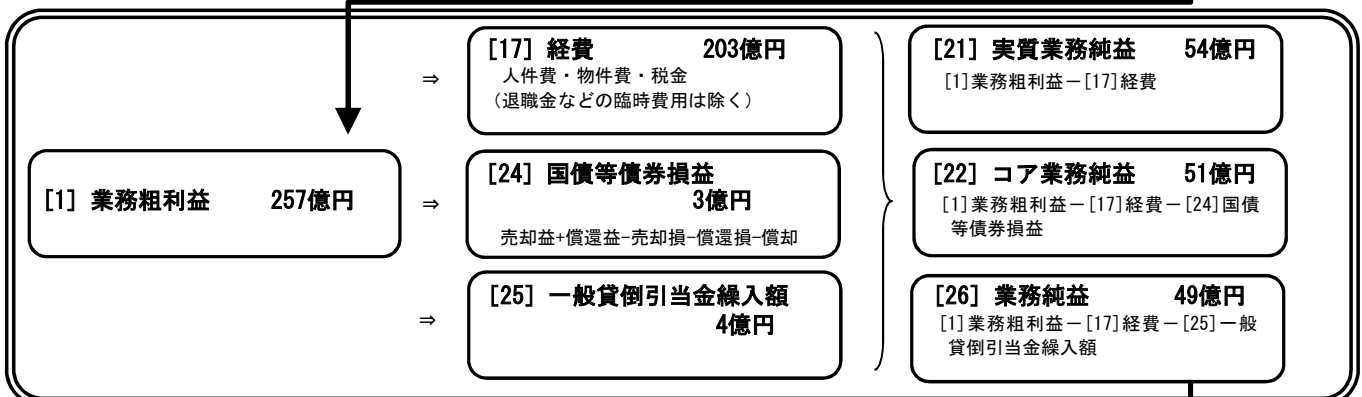 [17] 経費 203億円
人件費・物件費・税金
(退職金などの臨時費用は除く)
[21] 実質業務純益 54億円
[1]業務粗利益－[17]経費
⇒
[1] 業務粗利益 257億円
⇒
[24] 国債等債券損益
3億円
売却益+償還益-売却損-償還損-償却
[22] コア業務純益 51億円
[1]業務粗利益－[17]経費－[24]国債
等債券損益
⇒
[25] 一般貸倒引当金繰入額
4億円
[26] 業務純益 49億円
[1]業務粗利益－[17]経費－[25]一般
貸倒引当金繰入額